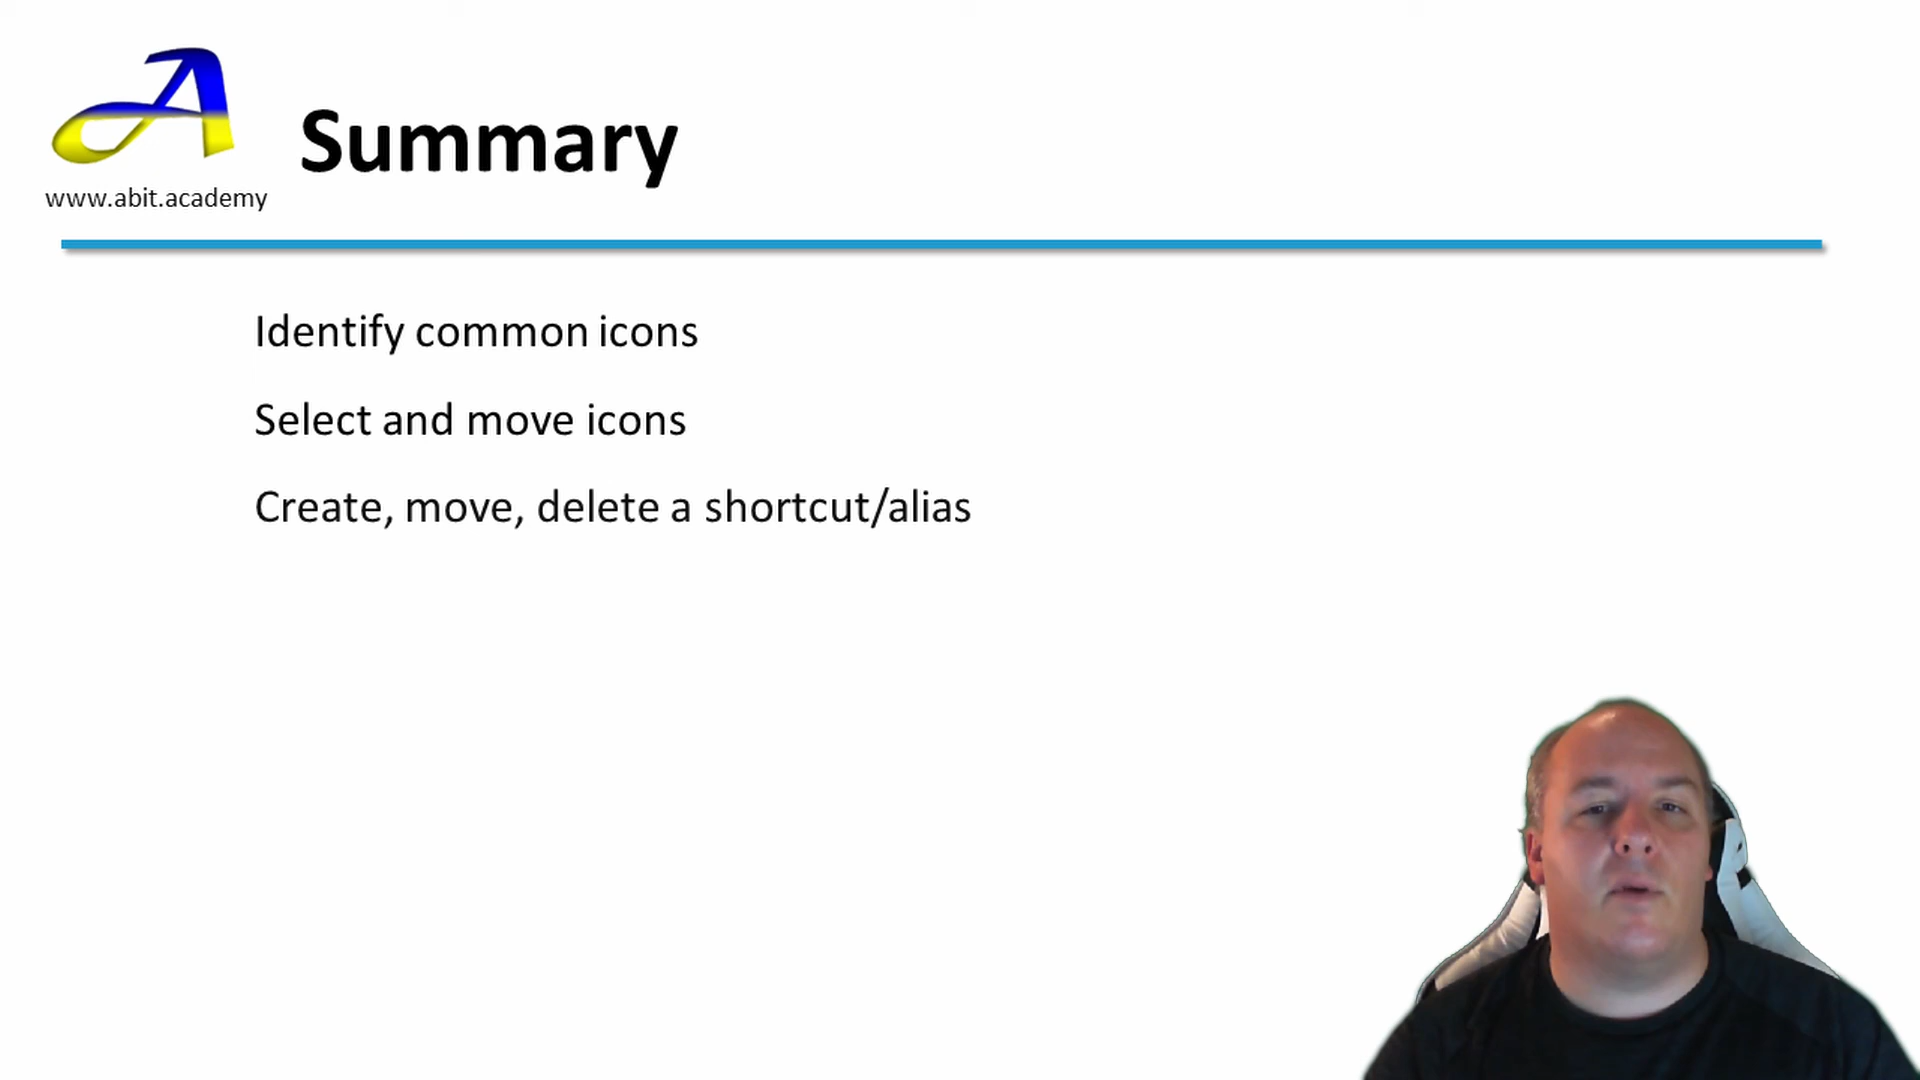 Summary
www.abit.academy
Identify common icons
Select and move icons
Create, move, delete a shortcut/alias